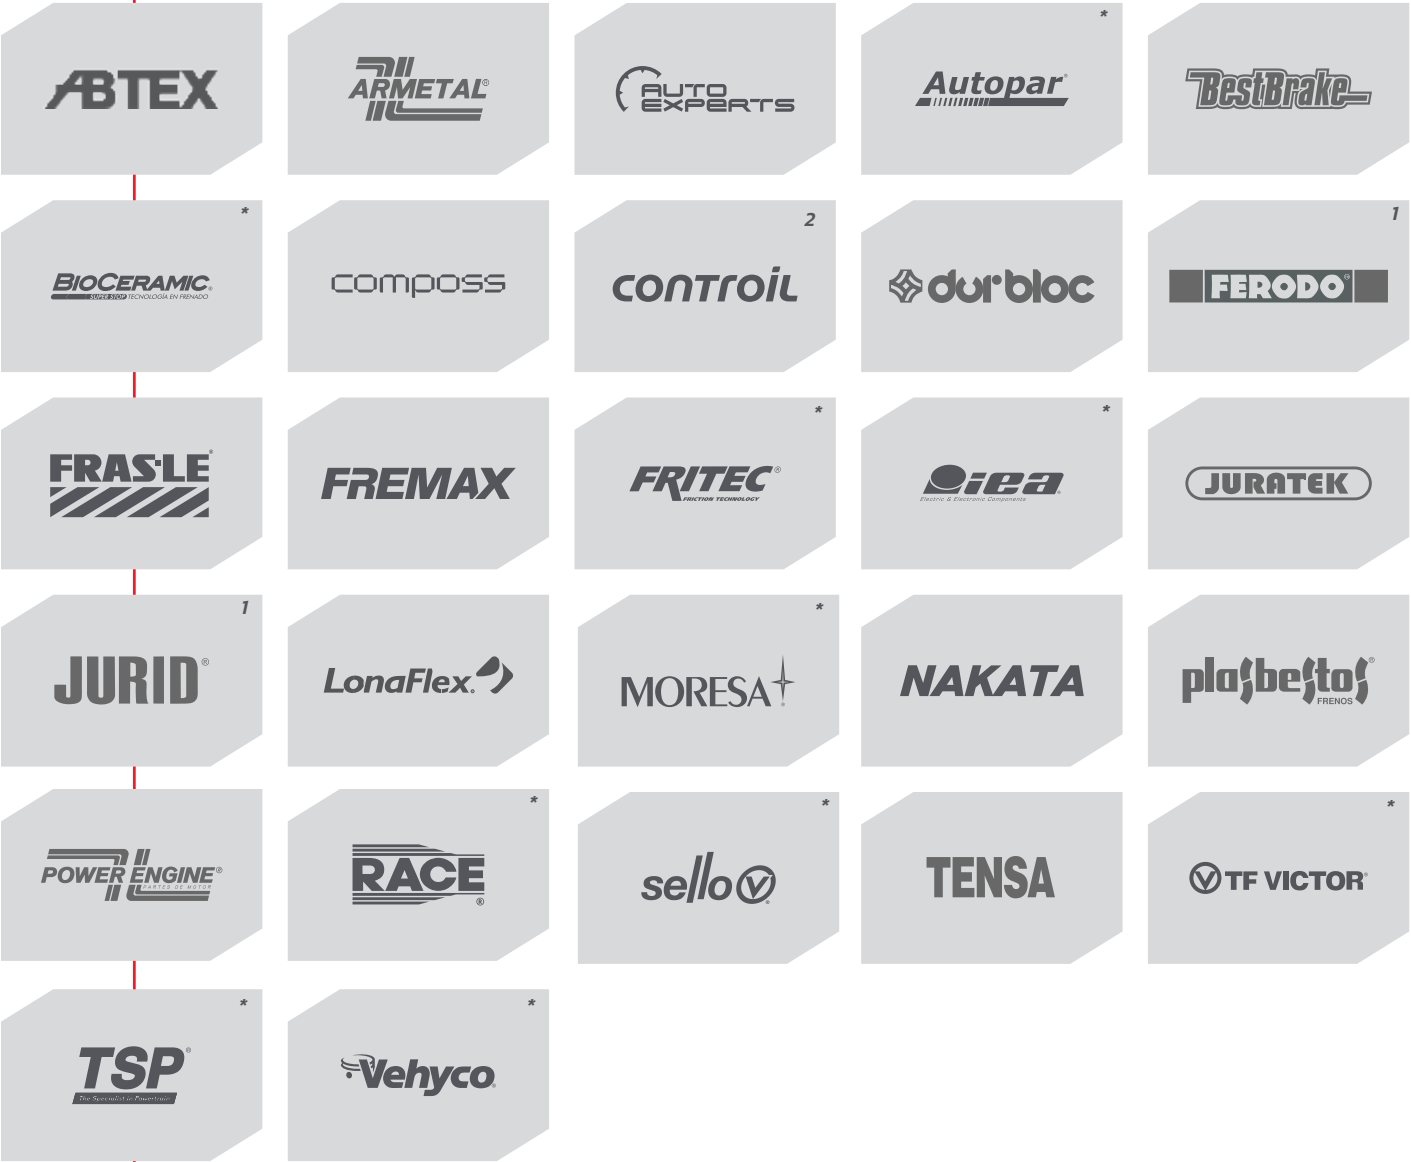 ABTEX
ARMETAL®
AUTO
EXPERTS
*
Autopar®
BestBrake
*
BIOCERAMIC®
SUPER STOP TECNOLOGÍA EN FRENADO
composs
2
CONTROIL
durbloc
1
FERODO®
FRAS-LE®
FREMAX
*
FRITEC®
FRICTION TECHNOLOGY
*
iea®
Electric & Electronic Components
JURATEK
1
JURID®
LonaFlex®
*
MORESA®
NAKATA
plasbestos®
FRENOS
POWER ENGINE®
PARTES DE MOTOR
*
RACE®
*
sello V®
TENSA
*
V TF VICTOR®
*
TSP®
The Specialist in Powertrain
*
Vehyco®